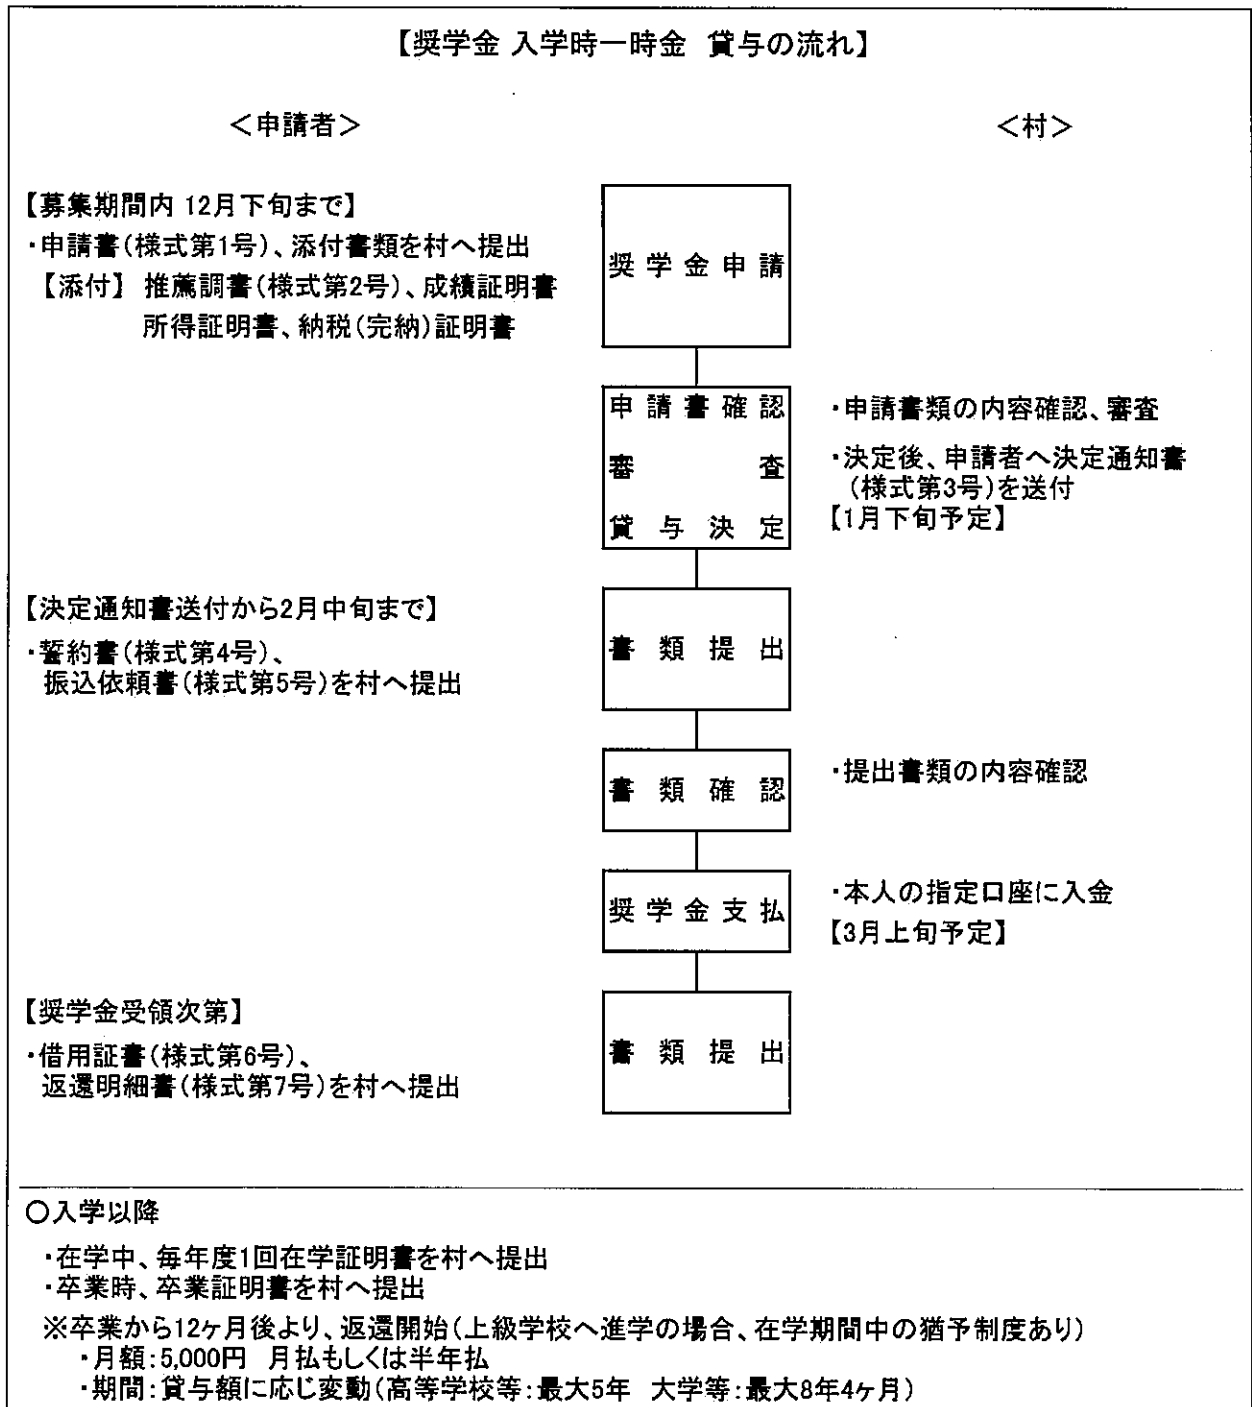 【奨学金 入学時一時金 貸与の流れ】
＜申請者＞
＜村＞
【募集期間内 12月下旬まで】
・申請書(様式第1号)、添付書類を村へ提出
【添付】 推薦調書(様式第2号)、成績証明書
所得証明書、納税(完納)証明書
奨学金申請
申請書確認
審査
貸与決定
・申請書類の内容確認、審査
・決定後、申請者へ決定通知書
(様式第3号)を送付
【1月下旬予定】
【決定通知書送付から2月中旬まで】
・誓約書(様式第4号)、
振込依頼書(様式第5号)を村へ提出
書類提出
書類確認
・提出書類の内容確認
奨学金支払
・本人の指定口座に入金
【3月上旬予定】
【奨学金受領次第】
・借用証書(様式第6号)、
返還明細書(様式第7号)を村へ提出
書類提出
○入学以降
・在学中、毎年度1回在学証明書を村へ提出
・卒業時、卒業証明書を村へ提出
※卒業から12ヶ月後より、返還開始(上級学校へ進学の場合、在学期間中の猶予制度あり)
・月額:5,000円 月払もしくは半年払
・期間:貸与額に応じ変動(高等学校等:最大5年 大学等:最大8年4ヶ月)